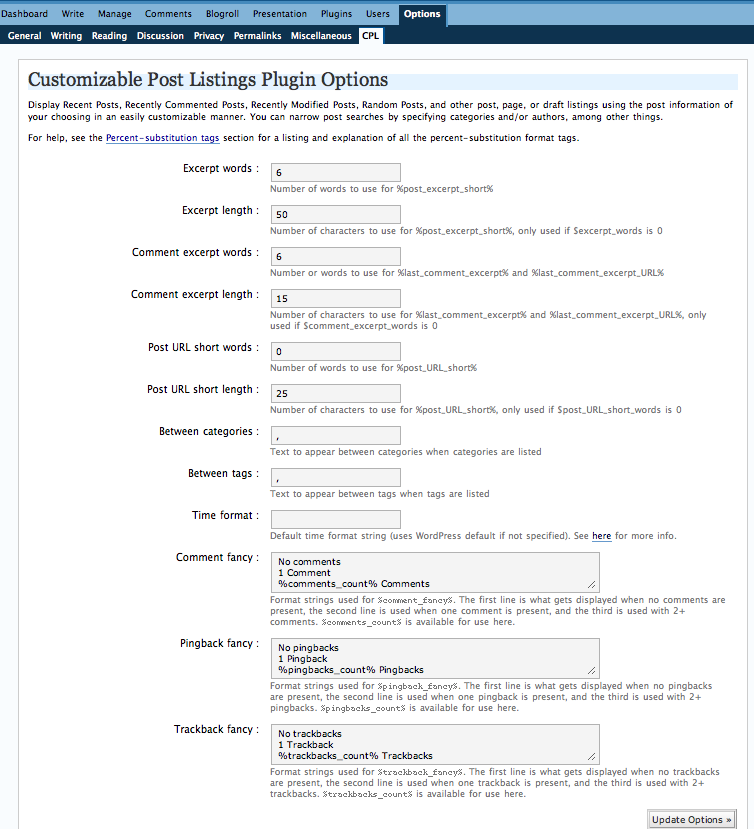 Dashboard Write Manage Comments Blogroll Presentation Plugins Users Options
General Writing Reading Discussion Privacy Permalinks Miscellaneous CPL
Customizable Post Listings Plugin Options
Display Recent Posts, Recently Commented Posts, Recently Modified Posts, Random Posts, and other post, page, or draft listings using the post information of
your choosing in an easily customizable manner. You can narrow post searches by specifying categories and/or authors, among other things.
For help, see the Percent-substitution tags section for a listing and explanation of all the percent-substitution format tags.
Excerpt words : 6
Number of words to use for %post_excerpt_short%
Excerpt length : 50
Number of characters to use for %post_excerpt_short%, only used if $excerpt_words is 0
Comment excerpt words : 6
Number or words to use for %last_comment_excerpt% and %last_comment_excerpt_URL%
Comment excerpt length : 15
Number of characters to use for %last_comment_excerpt% and %last_comment_excerpt_URL%, only
used if $comment_excerpt_words is 0
Post URL short words : 0
Number of words to use for %post_URL_short%
Post URL short length : 25
Number of characters to use for %post_URL_short%, only used if $post_URL_short_words is 0
Between categories : ,
Text to appear between categories when categories are listed
Between tags : ,
Text to appear between tags when tags are listed
Time format :
Default time format string (uses WordPress default if not specified). See here for more info.
Comment fancy : No comments
1 Comment
%comments_count% Comments
Format strings used for %comment_fancy%. The first line is what gets displayed when no comments are
present, the second line is used when one comment is present, and the third is used with 2+
comments. %comments_count% is available for use here.
Pingback fancy : No pingbacks
1 Pingback
%pingbacks_count% Pingbacks
Format strings used for %pingback_fancy%. The first line is what gets displayed when no pingbacks
are present, the second line is used when one pingback is present, and the third is used with 2+
pingbacks. %pingbacks_count% is available for use here.
Trackback fancy : No trackbacks
1 Trackback
%trackbacks_count% Trackbacks
Format strings used for %trackback_fancy%. The first line is what gets displayed when no trackbacks
are present, the second line is used when one trackback is present, and the third is used with 2+
trackbacks. %trackbacks_count% is available for use here.
Update Options »